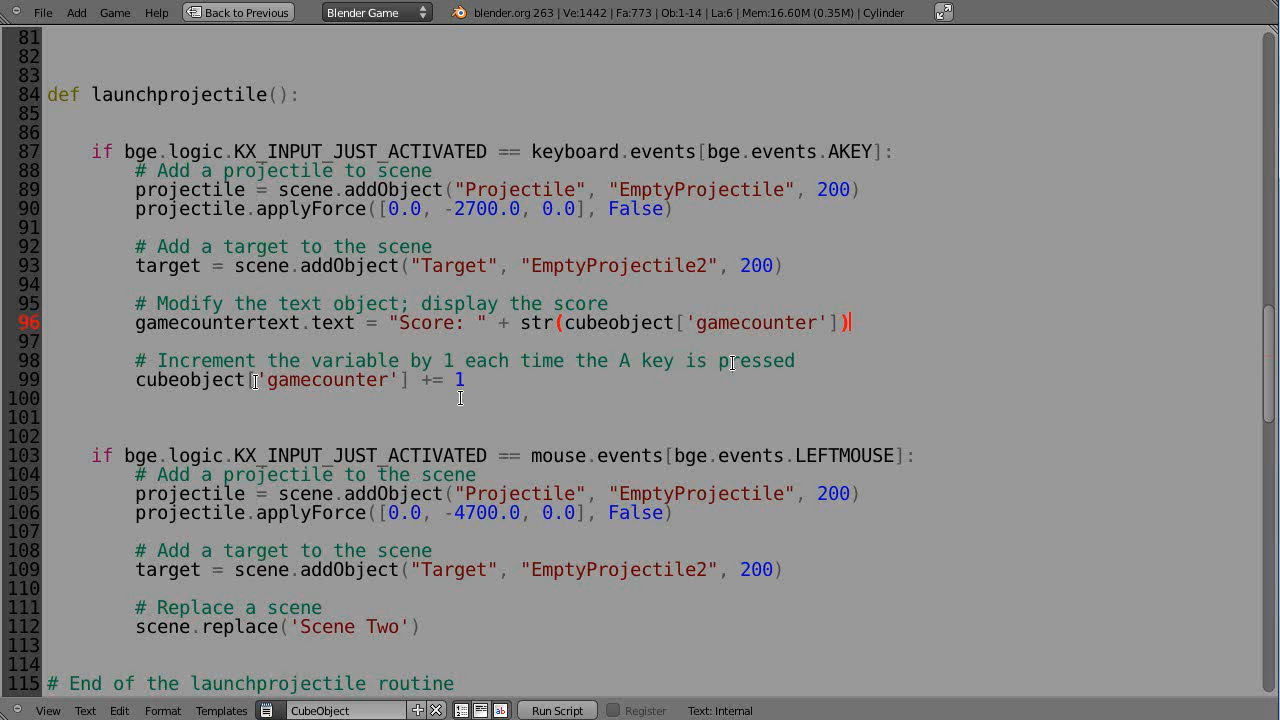 File Add Game Help Back to Previous Blender Game blender.org 263 | Ve:1442 | Fa:773 | Ob:1-14 | La:6 | Mem:16.60M (0.35M) | Cylinder
81
82
83
84 def launchprojectile():
85
86
87 if bge.logic.KX_INPUT_JUST_ACTIVATED == keyboard.events[bge.events.AKEY]:
88 # Add a projectile to scene
89 projectile = scene.addObject("Projectile", "EmptyProjectile", 200)
90 projectile.applyForce([0.0, -2700.0, 0.0], False)
91
92 # Add a target to the scene
93 target = scene.addObject("Target", "EmptyProjectile2", 200)
94
95 # Modify the text object; display the score
96 gamecountertext.text = "Score: " + str(cubeobject['gamecounter'])
97
98 # Increment the variable by 1 each time the A key is pressed
99 cubeobject['gamecounter'] += 1
100
101
102
103 if bge.logic.KX_INPUT_JUST_ACTIVATED == mouse.events[bge.events.LEFTMOUSE]:
104 # Add a projectile to the scene
105 projectile = scene.addObject("Projectile", "EmptyProjectile", 200)
106 projectile.applyForce([0.0, -4700.0, 0.0], False)
107
108 # Add a target to the scene
109 target = scene.addObject("Target", "EmptyProjectile2", 200)
110
111 # Replace a scene
112 scene.replace('Scene Two')
113
114
115 # End of the launchprojectile routine
View Text Edit Format Templates CubeObject Run Script Register Text: Internal